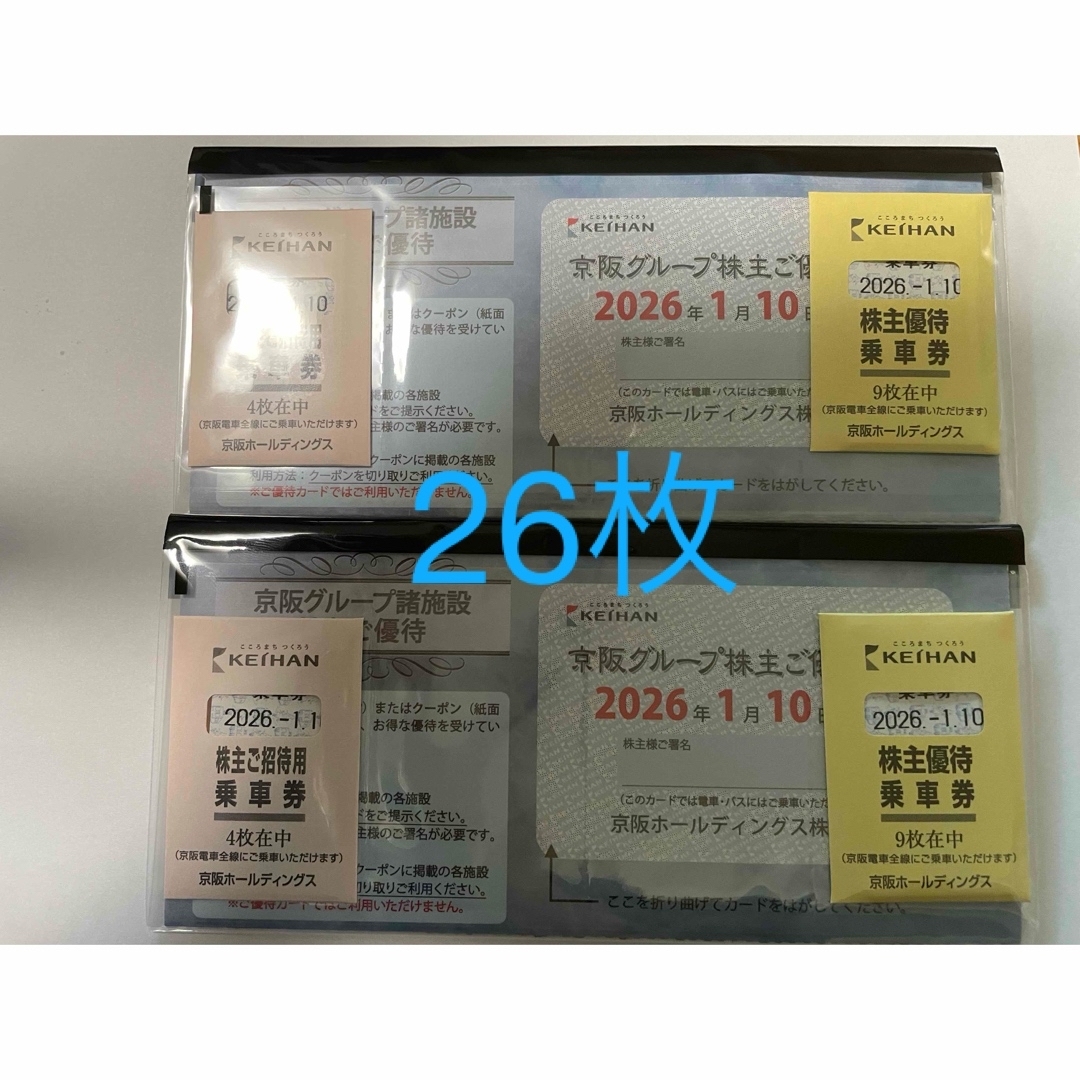 プ諸施設
優待
こころまち つくろう
KEIHAN
10
車券
4枚在中
(京阪電車全線にご乗車いただけます)
京阪ホールディングス
はクーポン（紙面
得な優待を受けてい
掲載の各施設
をご提示ください。
主様のご署名が必要です。
クーポンに掲載の各施設
利用方法：クーポンを切り取りご利用ください。
※ご優待カードではご利用いただけません。
こころまち つくろう
KEIHAN
京阪グループ株主ご優
2026年1月10日
株主様ご署名
(このカードでは電車・バスにはご乗車いただ
京阪ホールディングス株
折り カードをはがしてください。
こころまち つくろう
KEIHAN
乗車券
2026.-1.10
株主優待
乗車券
9枚在中
(京阪電車全線にご乗車いただけます)
京阪ホールディングス
26枚
京阪グループ諸施設
ご優待
こころまち つくろう
KEIHAN
乗車券
2026.-1.1
株主ご招待用
乗車券
4枚在中
(京阪電車全線にご乗車いただけます)
京阪ホールディングス
）またはクーポン（紙面
、お得な優待を受けてい
掲載の各施設
をご提示ください。
主様のご署名が必要です。
クーポンに掲載の各施設
切り取りご利用ください。
※ご優待カードではご利用いただけません。
こころまち つくろう
KEIHAN
京阪グループ株主ご優
2026年1月10日
株主様ご署名
(このカードでは電車・バスにはご乗車いただ
京阪ホールディングス株
ここを折り曲げてカードをはがしてください。
こころまち つくろう
KEIHAN
乗車券
2026.-1.10
株主優待
乗車券
9枚在中
(京阪電車全線にご乗車いただけます)
京阪ホールディングス